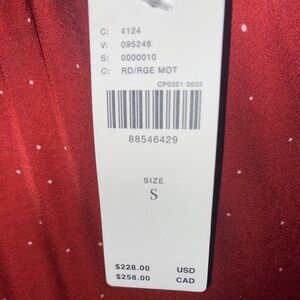 C: 4124
V: 095248
S: 0000010
C: RD/RGE MOT
CP0301 0002
88546429
SIZE
S
$228.00 USD
$258.00 CAD